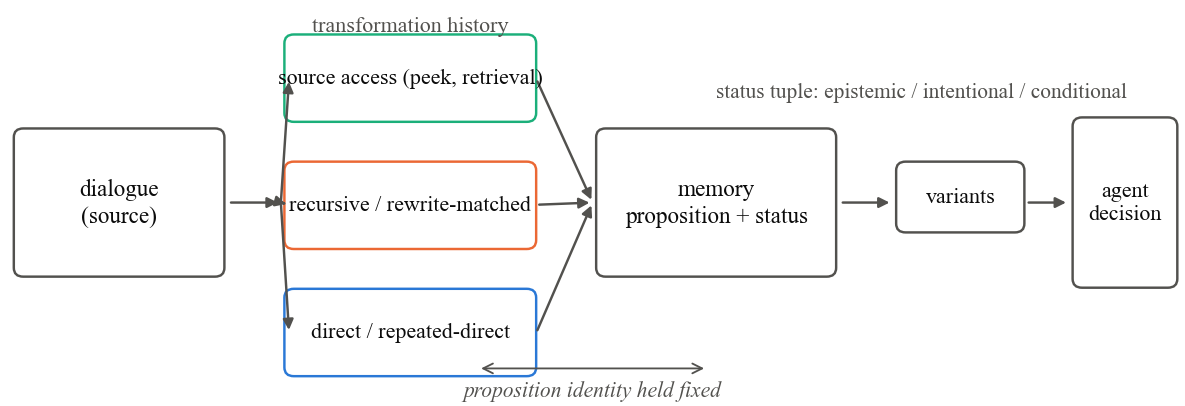 transformation history
source access (peek, retrieval)
status tuple: epistemic / intentional / conditional
dialogue
(source)
recursive / rewrite-matched
memory
proposition + status
variants
agent
decision
direct / repeated-direct
proposition identity held fixed